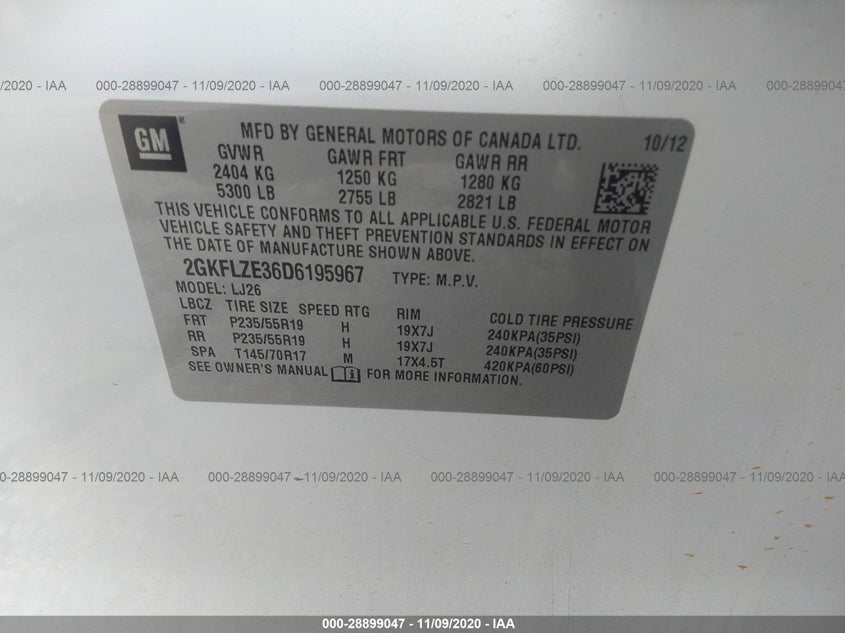 /2020 - IAA 000-28899047 - 11/09/2020 - IAA 000-28899047 - 11/09/2020 - IAA 000-28899047 - 11/09/2020 - IAA 000-2
GM
MFD BY GENERAL MOTORS OF CANADA LTD. 10/12
GVWR GAWR FRT GAWR RR
2404 KG 1250 KG 1280 KG
5300 LB 2755 LB 2821 LB
THIS VEHICLE CONFORMS TO ALL APPLICABLE U.S. FEDERAL MOTOR
VEHICLE SAFETY AND THEFT PREVENTION STANDARDS IN EFFECT ON
THE DATE OF MANUFACTURE SHOWN ABOVE.
2GKFLZE36D6195967 TYPE: M.P.V.
MODEL: LJ26
LBCZ TIRE SIZE SPEED RTG RIM COLD TIRE PRESSURE
FRT P235/55R19 H 19X7J 240KPA(35PSI)
RR P235/55R19 H 19X7J 240KPA(35PSI)
SPA T145/70R17 M 17X4.5T 420KPA(60PSI)
SEE OWNER'S MANUAL FOR MORE INFORMATION.
047 - 11/09/2020 - IAA 000-28899047 - 11/09/2020 - IAA 000-28899047 - 11/09/2020 - IAA 000-28899047 - 11/09/2020 - IAA
000-28899047 - 11/09/2020 - IAA